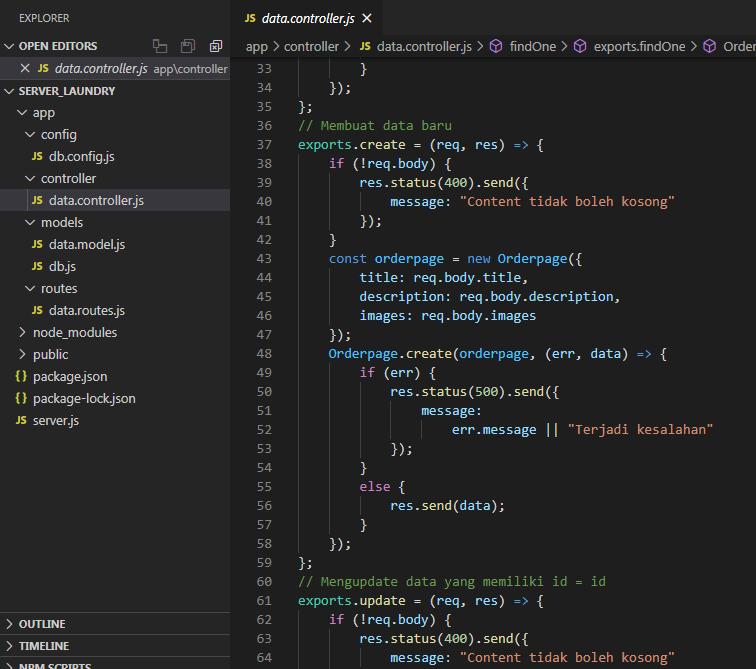 EXPLORER
OPEN EDITORS
JS data.controller.js app\controller
SERVER_LAUNDRY
app
config
JS db.config.js
controller
JS data.controller.js
models
JS data.model.js
JS db.js
routes
JS data.routes.js
node_modules
public
{} package.json
{} package-lock.json
JS server.js
OUTLINE
TIMELINE
NPM SCRIPTS
JS data.controller.js
app > controller > JS data.controller.js > findOne > exports.findOne > Order
33 }
34 });
35 };
36 // Membuat data baru
37 exports.create = (req, res) => {
38 if (!req.body) {
39 res.status(400).send({
40 message: "Content tidak boleh kosong"
41 });
42 }
43 const orderpage = new Orderpage({
44 title: req.body.title,
45 description: req.body.description,
46 images: req.body.images
47 });
48 Orderpage.create(orderpage, (err, data) => {
49 if (err) {
50 res.status(500).send({
51 message:
52 err.message || "Terjadi kesalahan"
53 });
54 }
55 else {
56 res.send(data);
57 }
58 });
59 };
60 // Mengupdate data yang memiliki id = id
61 exports.update = (req, res) => {
62 if (!req.body) {
63 res.status(400).send({
64 message: "Content tidak boleh kosong"